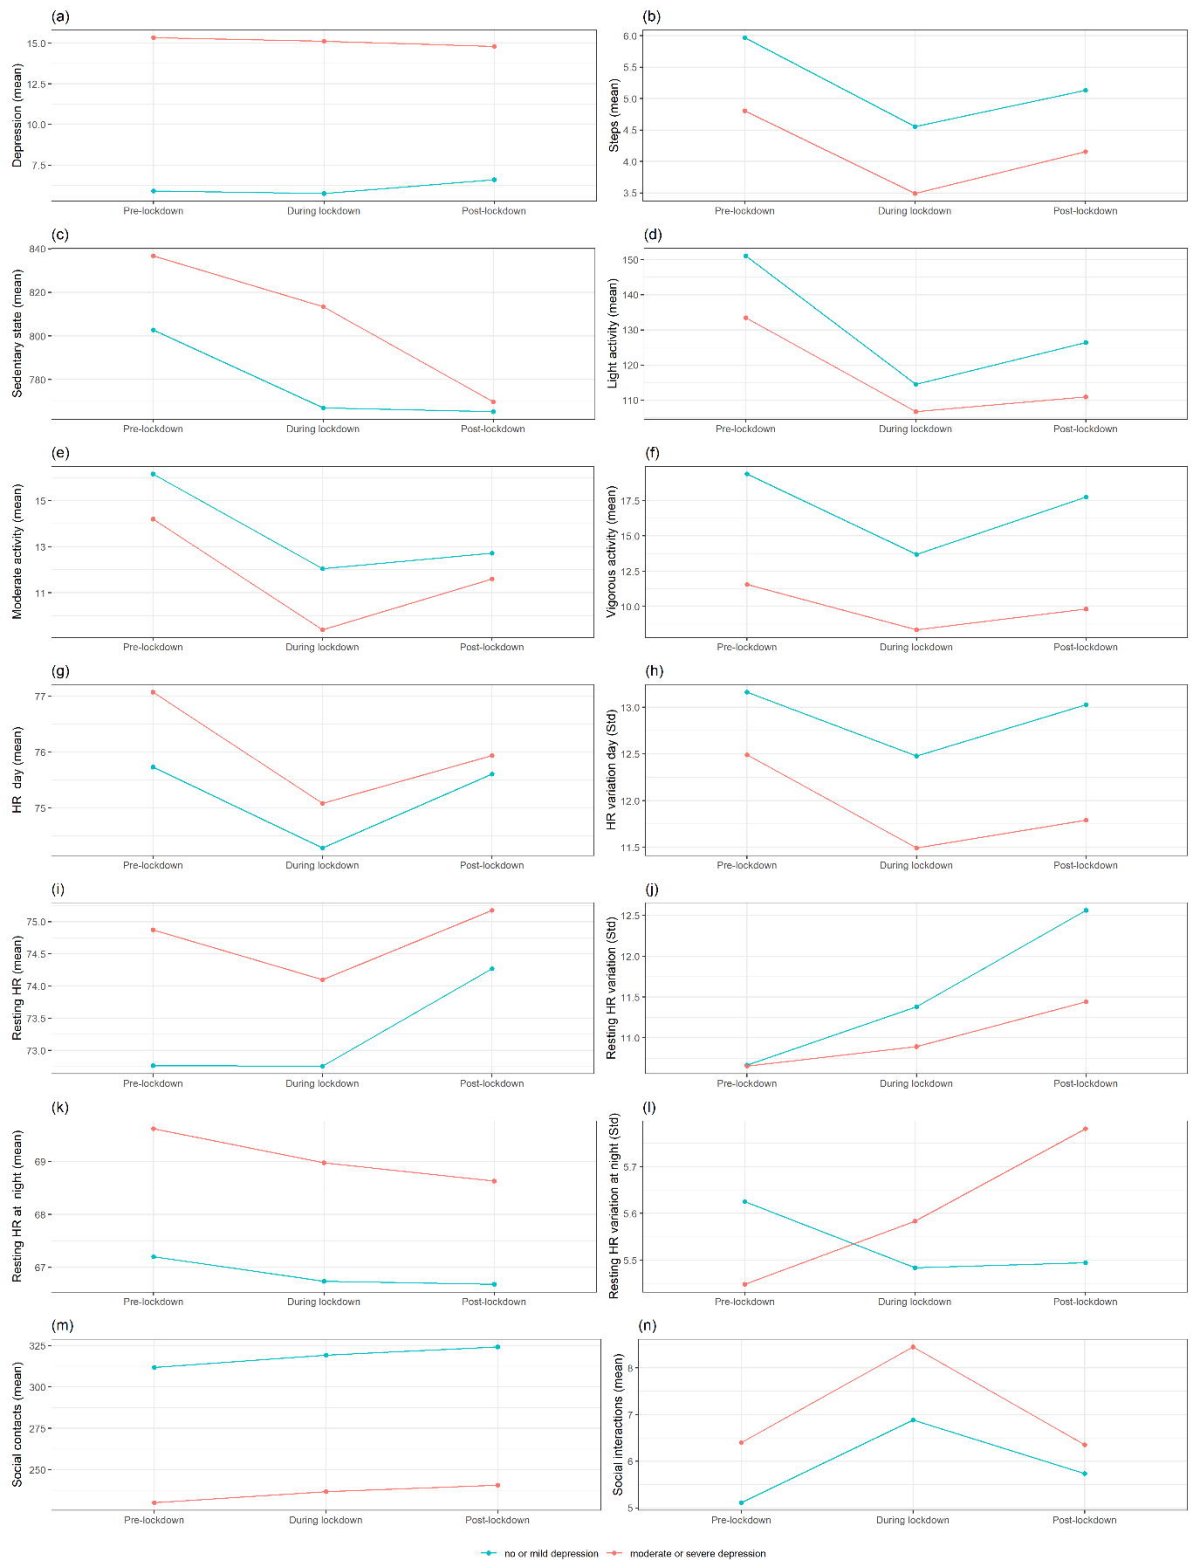 (a)
Depression (mean)
15.0
12.5
10.0
7.5
Pre-lockdown During lockdown Post-lockdown
(b)
Steps (mean)
6.0
5.0
4.5
4.0
3.5
Pre-lockdown During lockdown Post-lockdown
(c)
Sedentary state (mean)
840
820
800
780
Pre-lockdown During lockdown Post-lockdown
(d)
Light activity (mean)
150
140
130
120
110
Pre-lockdown During lockdown Post-lockdown
(e)
Moderate activity (mean)
15
13
11
Pre-lockdown During lockdown Post-lockdown
(f)
Vigorous activity (mean)
17.5
15.0
12.5
10.0
Pre-lockdown During lockdown Post-lockdown
(g)
HR day (mean)
77
76
75
Pre-lockdown During lockdown Post-lockdown
(h)
HR variation day (Std)
13.0
12.5
12.0
11.5
Pre-lockdown During lockdown Post-lockdown
(i)
Resting HR (mean)
75.0
74.5
74.0
73.5
73.0
Pre-lockdown During lockdown Post-lockdown
(j)
Resting HR variation (Std)
12.5
12.0
11.5
11.0
Pre-lockdown During lockdown Post-lockdown
(k)
Resting HR at night (mean)
69
68
67
Pre-lockdown During lockdown Post-lockdown
(l)
Resting HR variation at night (Std)
5.7
5.6
5.5
Pre-lockdown During lockdown Post-lockdown
(m)
Social contacts (mean)
325
300
275
250
Pre-lockdown During lockdown Post-lockdown
(n)
Social interactions (mean)
8
7
6
5
Pre-lockdown During lockdown Post-lockdown
no or mild depression moderate or severe depression